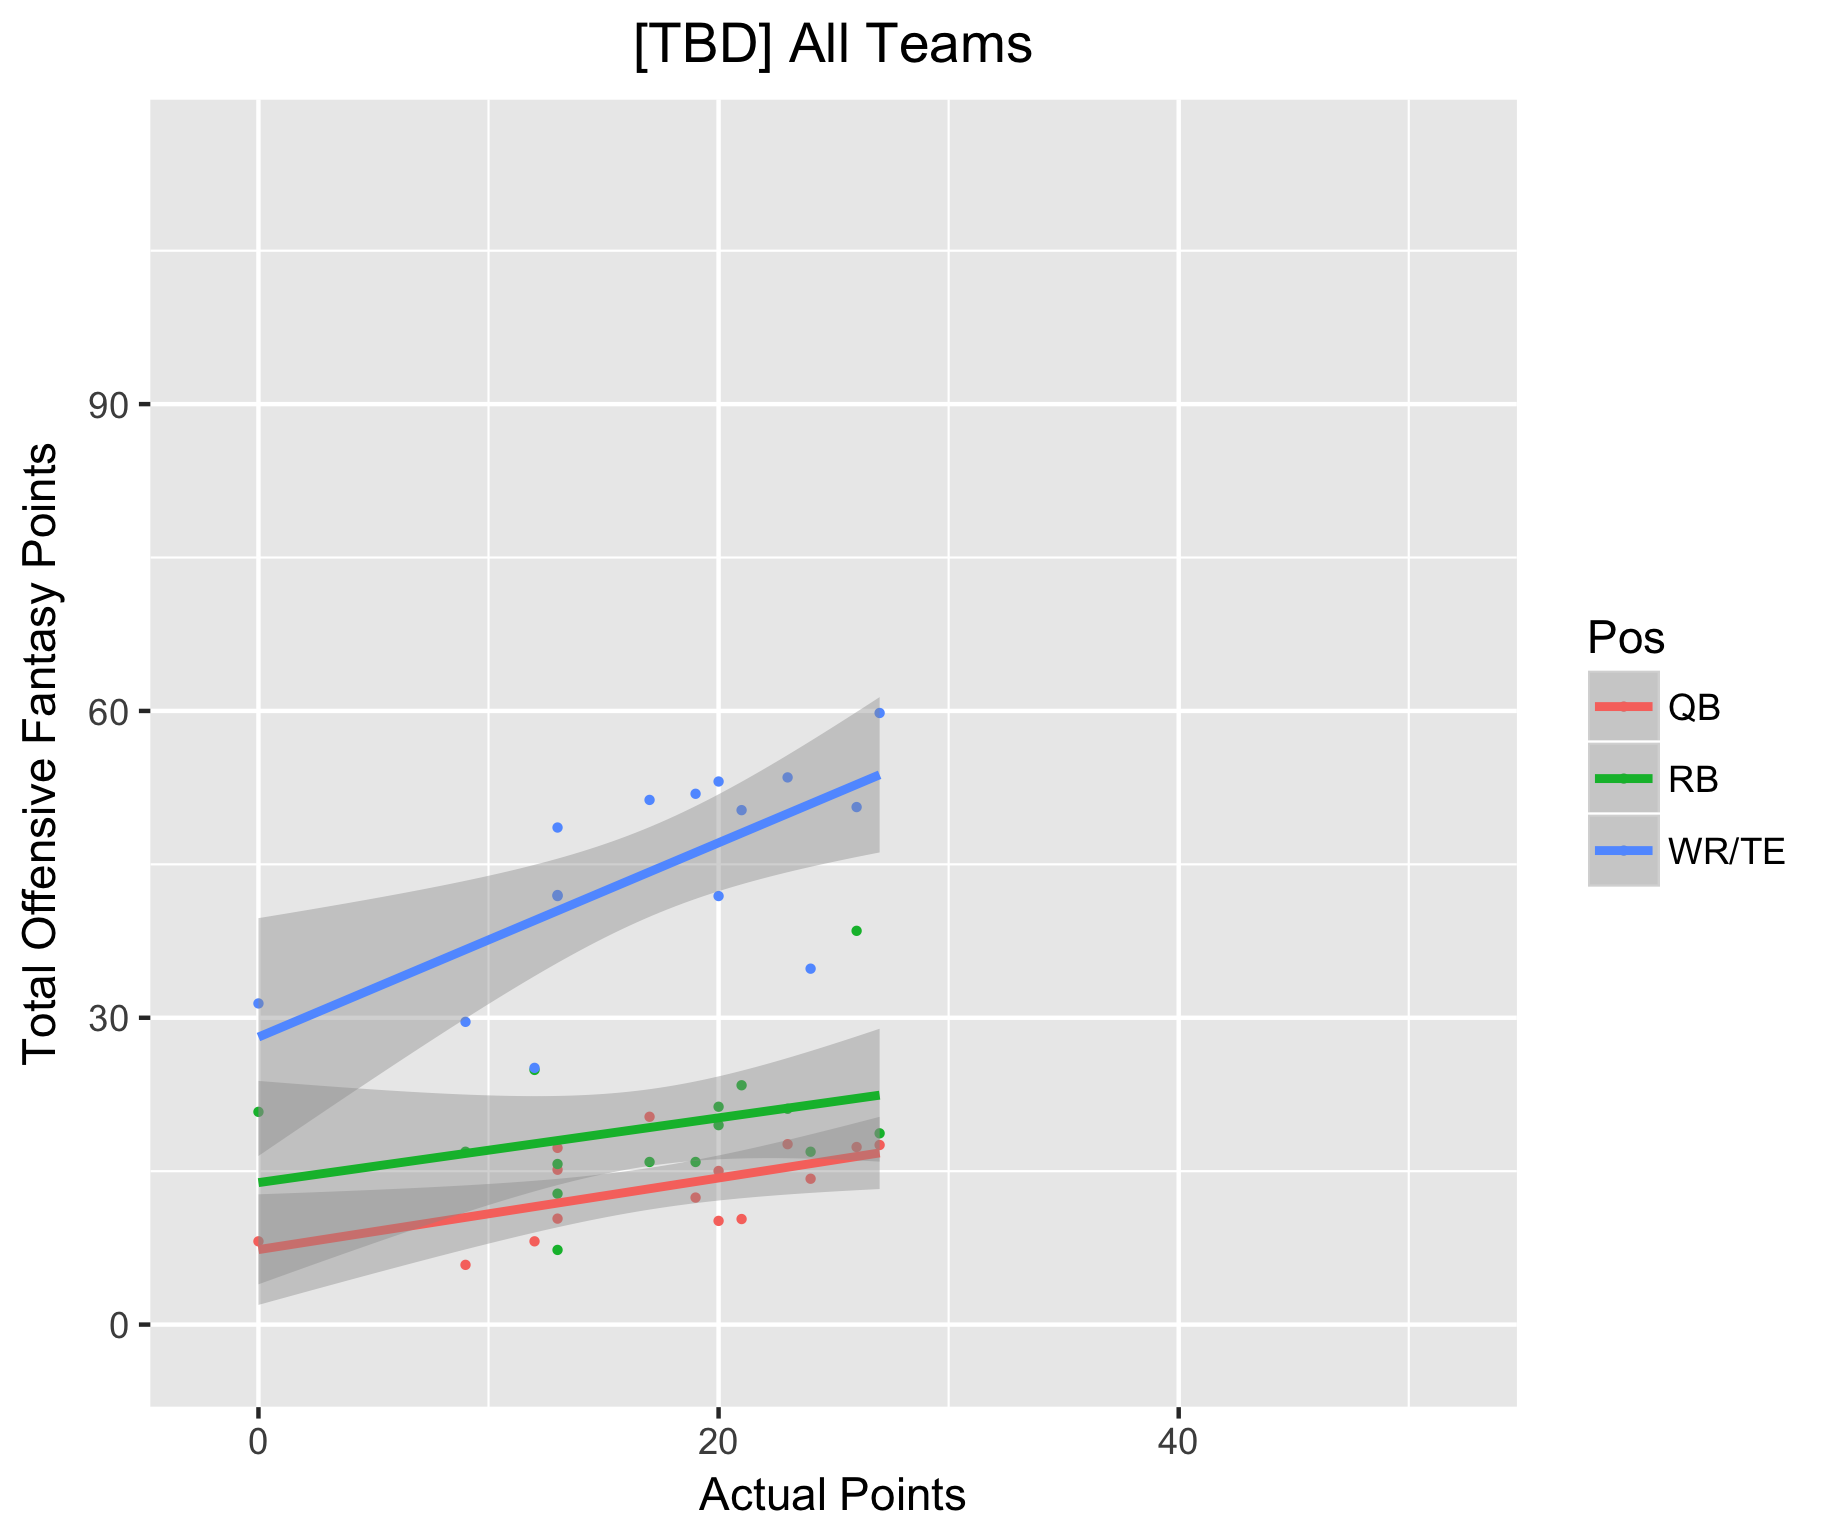 [TBD] All Teams
Total Offensive Fantasy Points
90
60
30
0
0
20
40
Actual Points
Pos
QB
RB
WR/TE